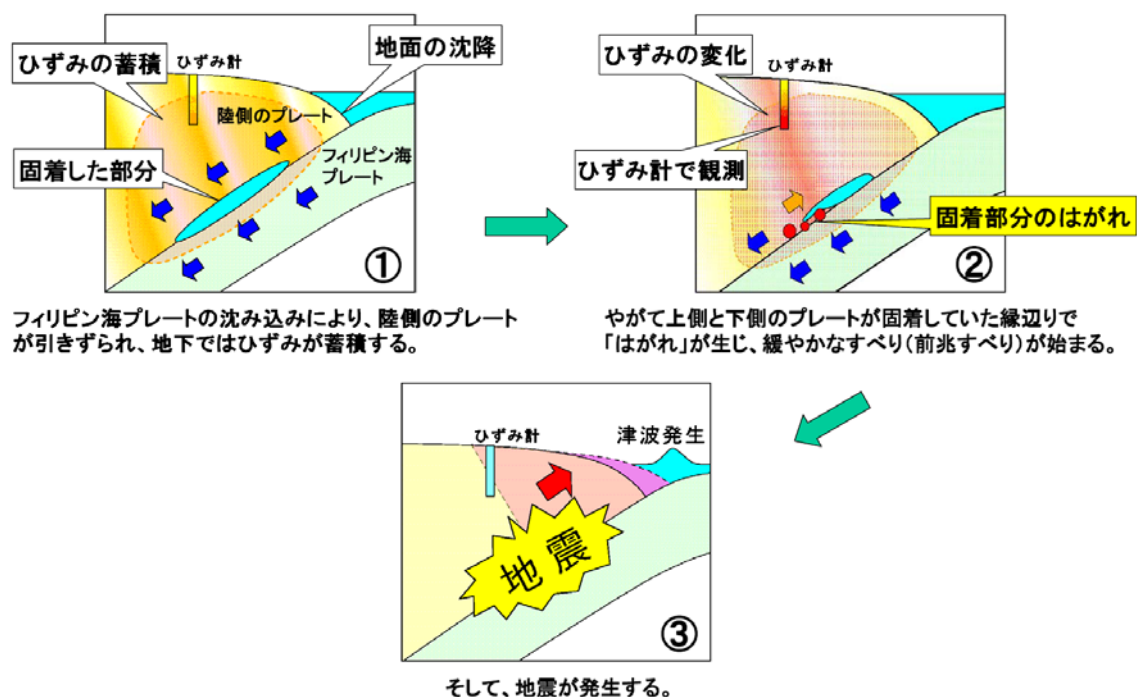 ひずみの蓄積
ひずみ計
地面の沈降
陸側のプレート
固着した部分
フィリピン海
プレート
①
フィリピン海プレートの沈み込みにより、陸側のプレート
が引きずられ、地下ではひずみが蓄積する。
ひずみの変化
ひずみ計
ひずみ計で観測
固着部分のはがれ
②
やがて上側と下側のプレートが固着していた縁辺りで
「はがれ」が生じ、緩やかなすべり(前兆すべり)が始まる。
ひずみ計
津波発生
地震
③
そして、地震が発生する。